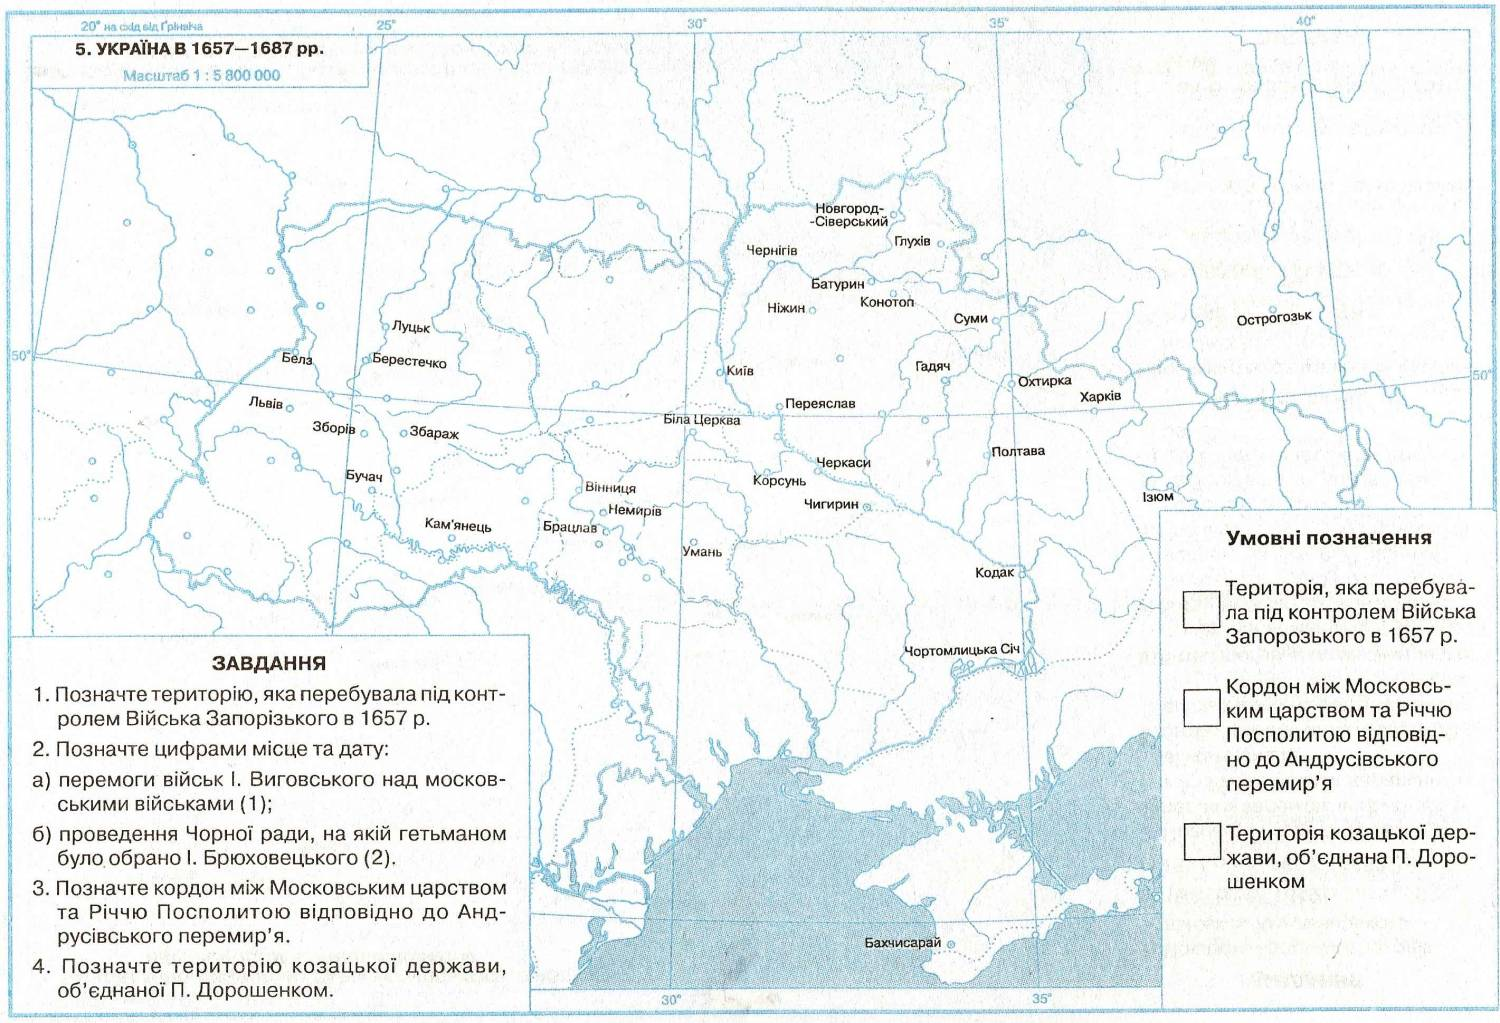 20° на схід від Ґрінвіча
25°
30°
35°
40°
5. УКРАЇНА В 1657—1687 рр.
Масштаб 1 : 5 800 000
Новгород-
-Сіверський
Глухів
Чернігів
Батурин
Конотоп
Ніжин
Суми
Острогозьк
Луцьк
50°
Белз
Берестечко
Київ
Гадяч
Охтирка
50°
Харків
Львів
Переяслав
Біла Церква
Зборів
Збараж
Полтава
Черкаси
Бучач
Корсунь
Вінниця
Чигирин
Ізюм
Немирів
Кам'янець
Брацлав
Умань
Кодак
Чортомлицька Січ
Бахчисарай
30°
35°
ЗАВДАННЯ
1. Позначте територію, яка перебувала під конт-
ролем Війська Запорізького в 1657 р.
2. Позначте цифрами місце та дату:
а) перемоги військ І. Виговського над москов-
ськими військами (1);
б) проведення Чорної ради, на якій гетьманом
було обрано І. Брюховецького (2).
3. Позначте кордон між Московським царством
та Річчю Посполитою відповідно до Анд-
русівського перемир'я.
4. Позначте територію козацької держави,
об'єднаної П. Дорошенком.
Умовні позначення
Територія, яка перебува-
ла під контролем Війська
Запорозького в 1657 р.
Кордон між Московсь-
ким царством та Річчю
Посполитою відповід-
но до Андрусівського
перемир'я
Територія козацької дер-
жави, об'єднана П. Доро-
шенком